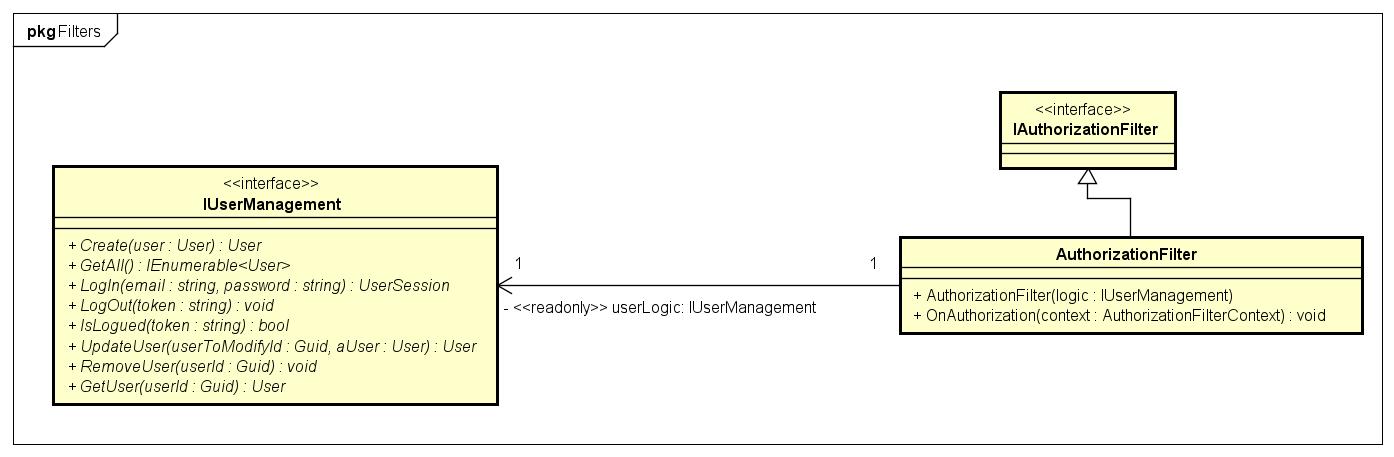 pkg Filters
<<interface>>
IAuthorizationFilter
<<interface>>
IUserManagement
+ Create(user : User) : User
+ GetAll() : IEnumerable<User>
+ LogIn(email : string, password : string) : UserSession
+ LogOut(token : string) : void
+ IsLogued(token : string) : bool
+ UpdateUser(userToModifyId : Guid, aUser : User) : User
+ RemoveUser(userId : Guid) : void
+ GetUser(userId : Guid) : User
1
1
- <<readonly>> userLogic: IUserManagement
AuthorizationFilter
+ AuthorizationFilter(logic : IUserManagement)
+ OnAuthorization(context : AuthorizationFilterContext) : void